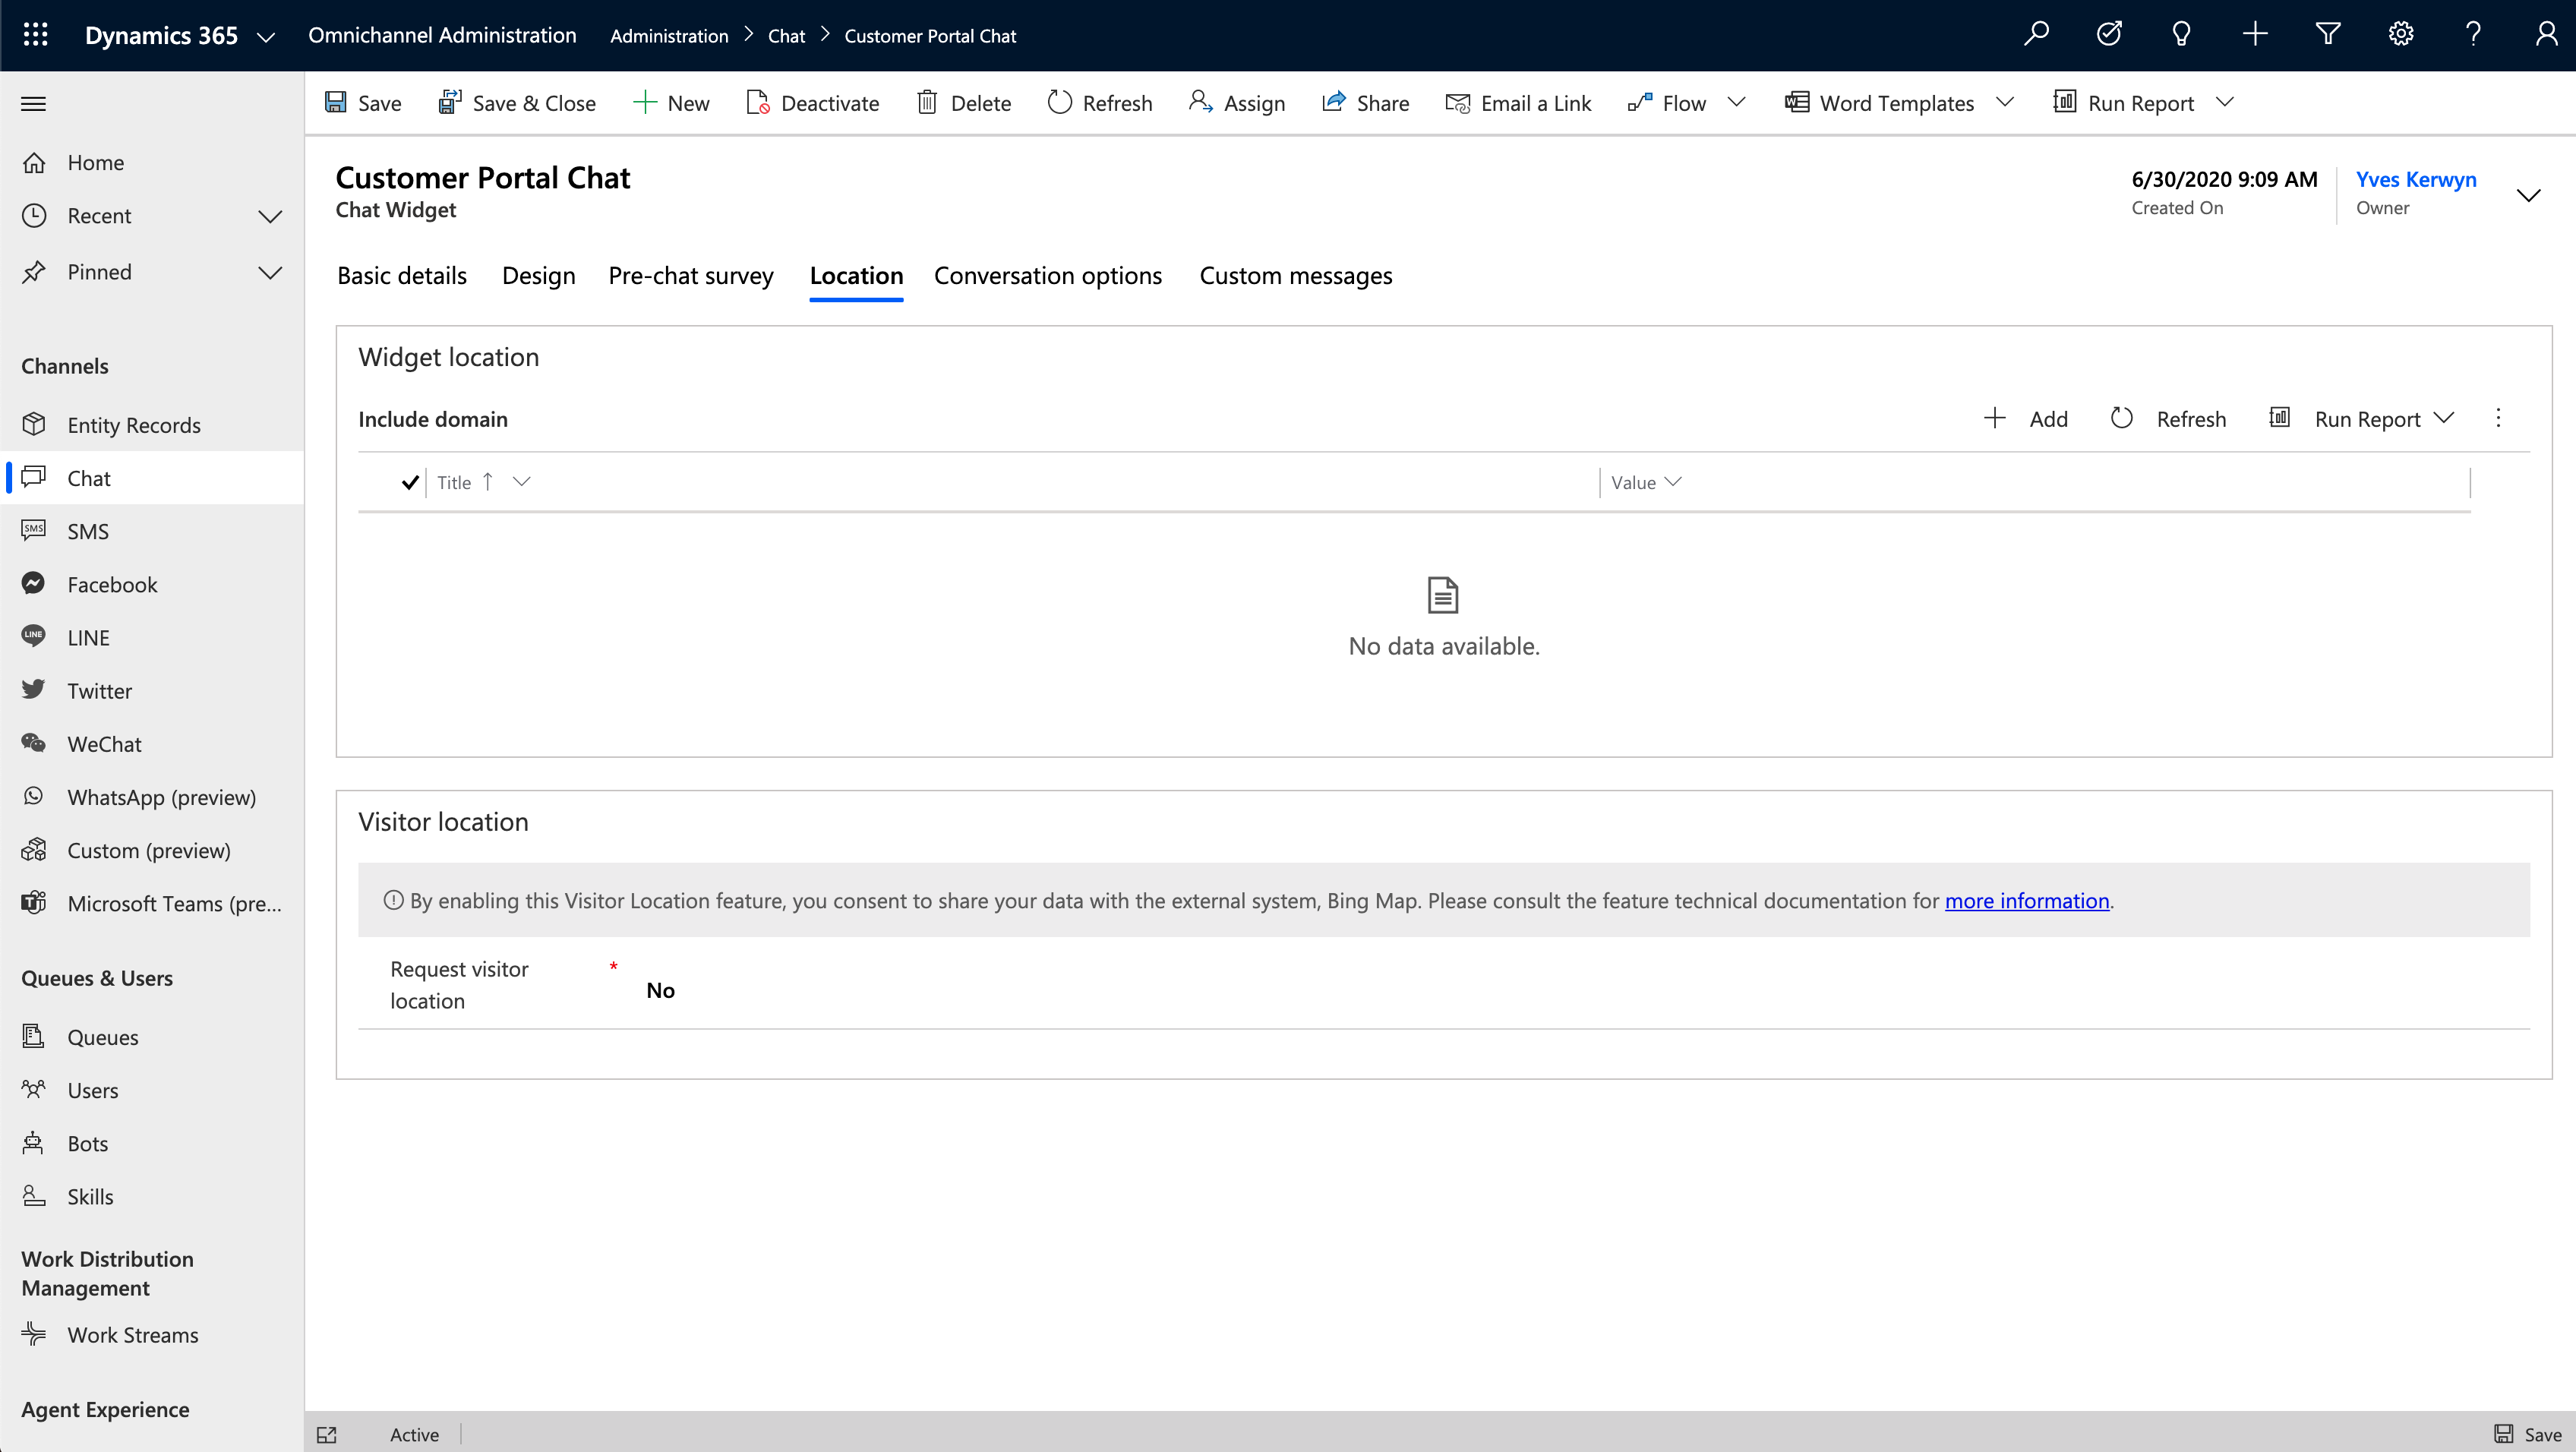 Dynamics 365 Omnichannel Administration Administration Chat Customer Portal Chat
Save Save & Close New Deactivate Delete Refresh Assign Share Email a Link Flow Word Templates Run Report
Home
Recent
Pinned
Channels
Entity Records
Chat
SMS
SMS
Facebook
LINE
LINE
Twitter
WeChat
WhatsApp (preview)
Custom (preview)
Microsoft Teams (pre...
Queues & Users
Queues
Users
Bots
Skills
Work Distribution
Management
Work Streams
Agent Experience
Customer Portal Chat
Chat Widget
6/30/2020 9:09 AM
Created On
Yves Kerwyn
Owner
Basic details Design Pre-chat survey Location Conversation options Custom messages
Widget location
Include domain Add Refresh Run Report
Title Value
No data available.
Visitor location
By enabling this Visitor Location feature, you consent to share your data with the external system, Bing Map. Please consult the feature technical documentation for more information.
Request visitor
location
*
No
Active Save